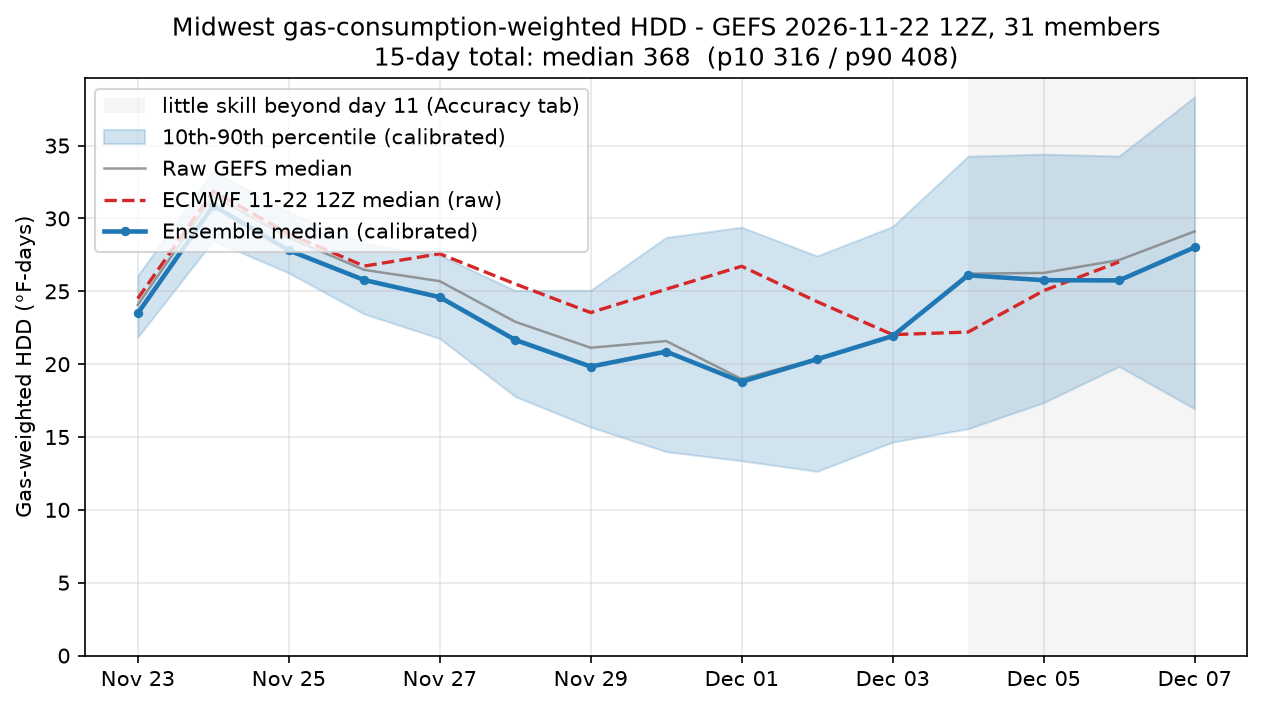 Midwest gas-consumption-weighted HDD - GEFS 2026-11-22 12Z, 31 members
15-day total: median 368  (p10 316 / p90 408)
little skill beyond day 11 (Accuracy tab)
10th-90th percentile (calibrated)
Raw GEFS median
ECMWF 11-22 12Z median (raw)
Ensemble median (calibrated)
Gas-weighted HDD (°F-days)
35
30
25
20
15
10
5
0
Nov 23
Nov 25
Nov 27
Nov 29
Dec 01
Dec 03
Dec 05
Dec 07